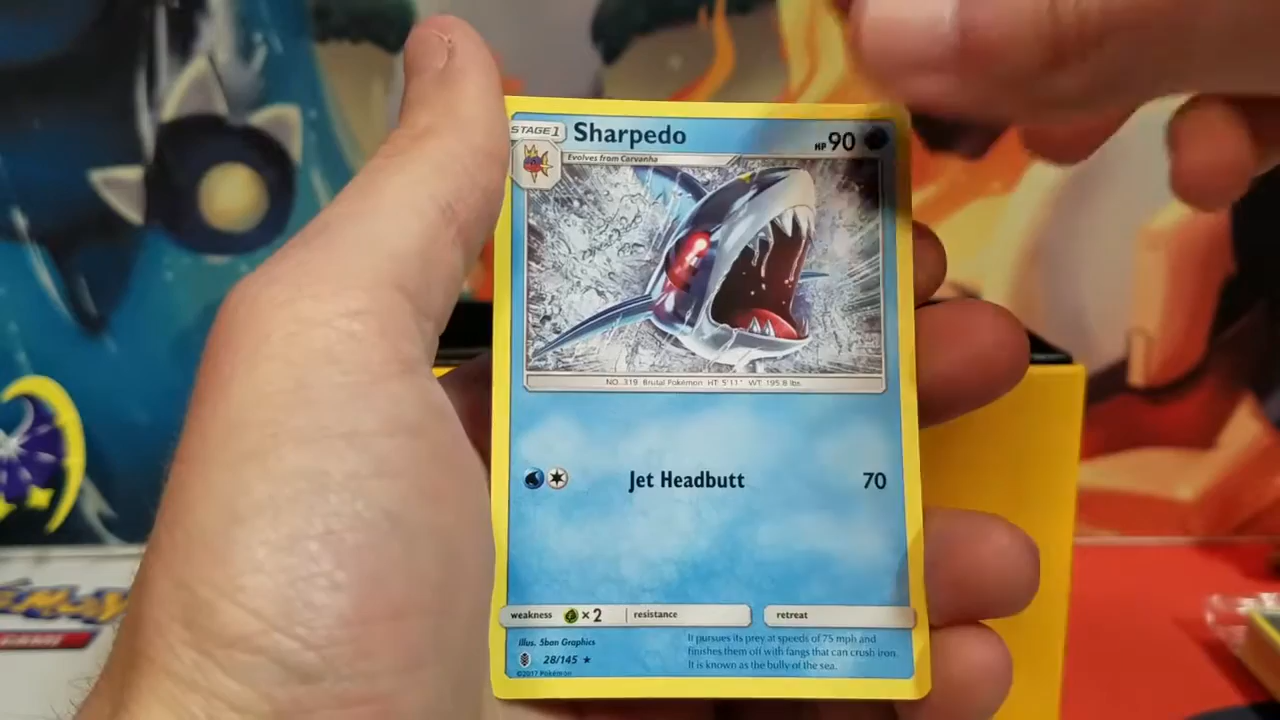 STAGE 1 Sharpedo HP 90
Evolves from Carvanha
NO. 319 Brutal Pokémon HT: 5'11" WT: 195.8 lbs.
Jet Headbutt 70
weakness ×2 resistance retreat
Illus. 5ban Graphics
28/145
©2017 Pokémon
It pursues its prey at speeds of 75 mph and
finishes them off with fangs that can crush iron.
It is known as the bully of the sea.
GAME